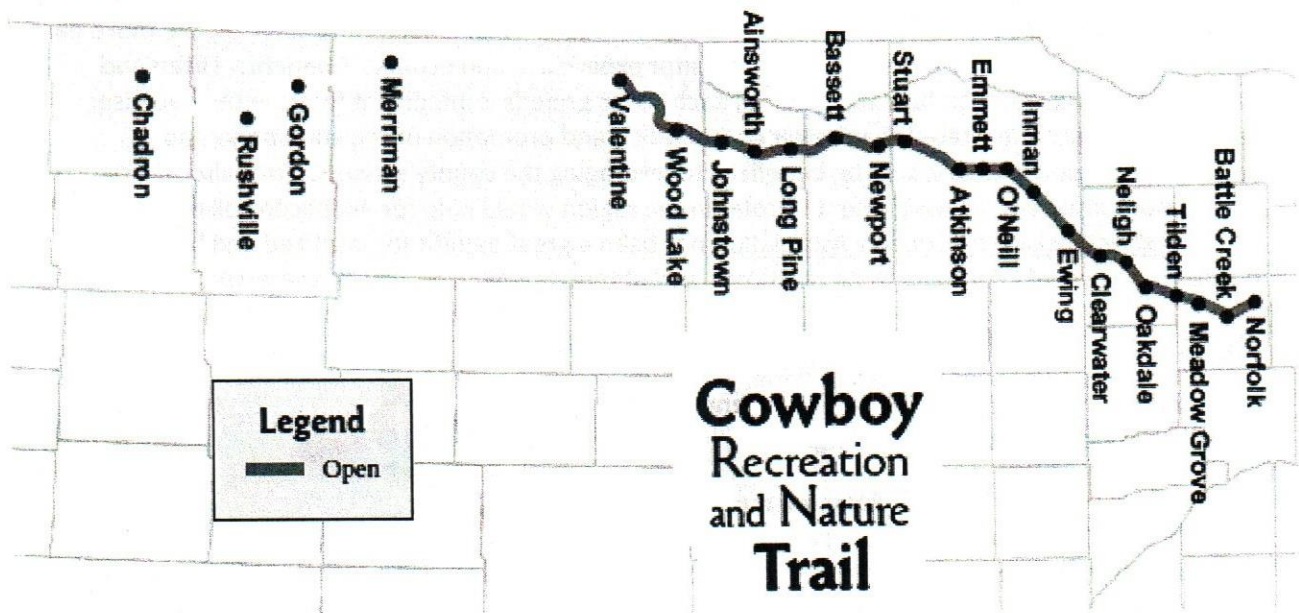 Chadron
Rushville
Gordon
Merriman
Valentine
Wood Lake
Johnstown
Ainsworth
Long Pine
Bassett
Newport
Stuart
Atkinson
Emmett
O'Neill
Inman
Ewing
Clearwater
Neligh
Oakdale
Tilden
Meadow Grove
Battle Creek
Norfolk
Legend
Open
Cowboy
Recreation
and Nature
Trail